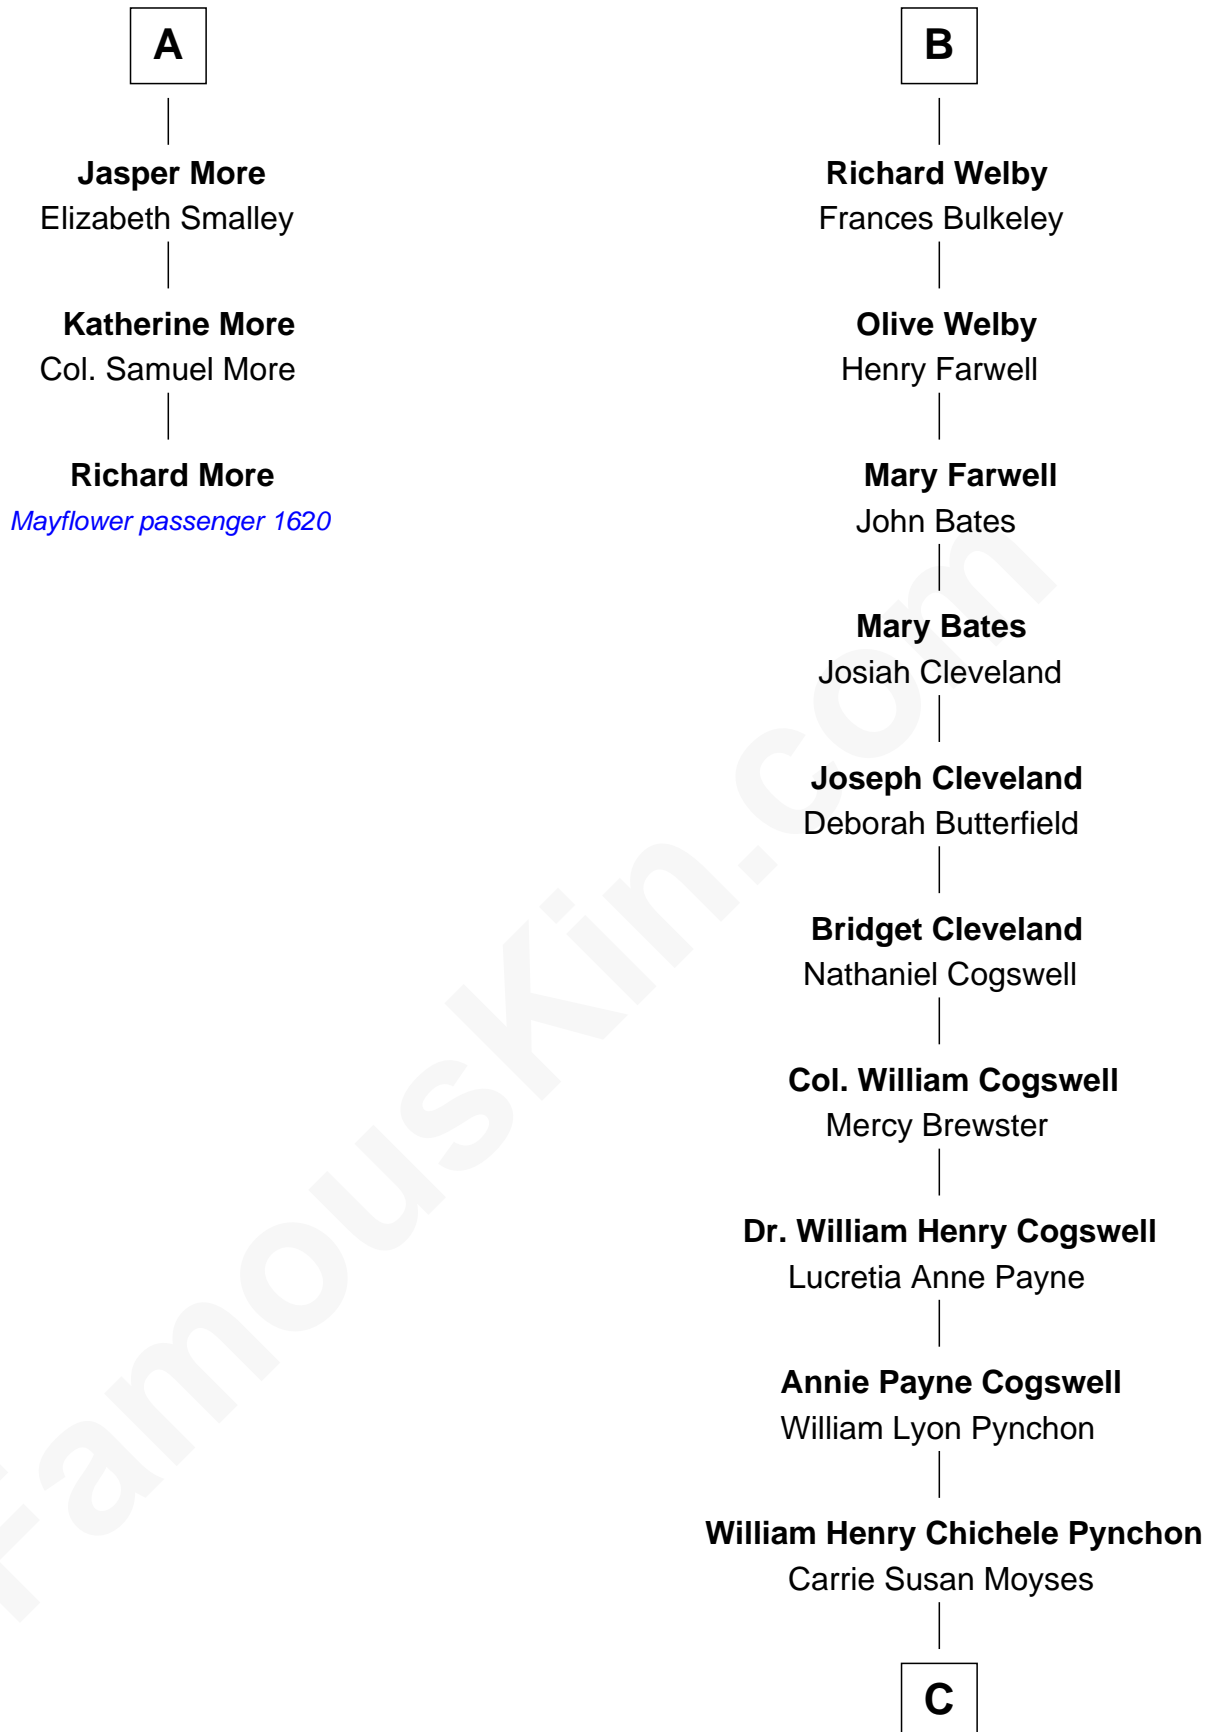 A
Jasper More
Elizabeth Smalley
Katherine More
Col. Samuel More
Richard More
Mayflower passenger 1620
B
Richard Welby
Frances Bulkeley
Olive Welby
Henry Farwell
Mary Farwell
John Bates
Mary Bates
Josiah Cleveland
Joseph Cleveland
Deborah Butterfield
Bridget Cleveland
Nathaniel Cogswell
Col. William Cogswell
Mercy Brewster
Dr. William Henry Cogswell
Lucretia Anne Payne
Annie Payne Cogswell
William Lyon Pynchon
William Henry Chichele Pynchon
Carrie Susan Moyses
C
FamousKin.com